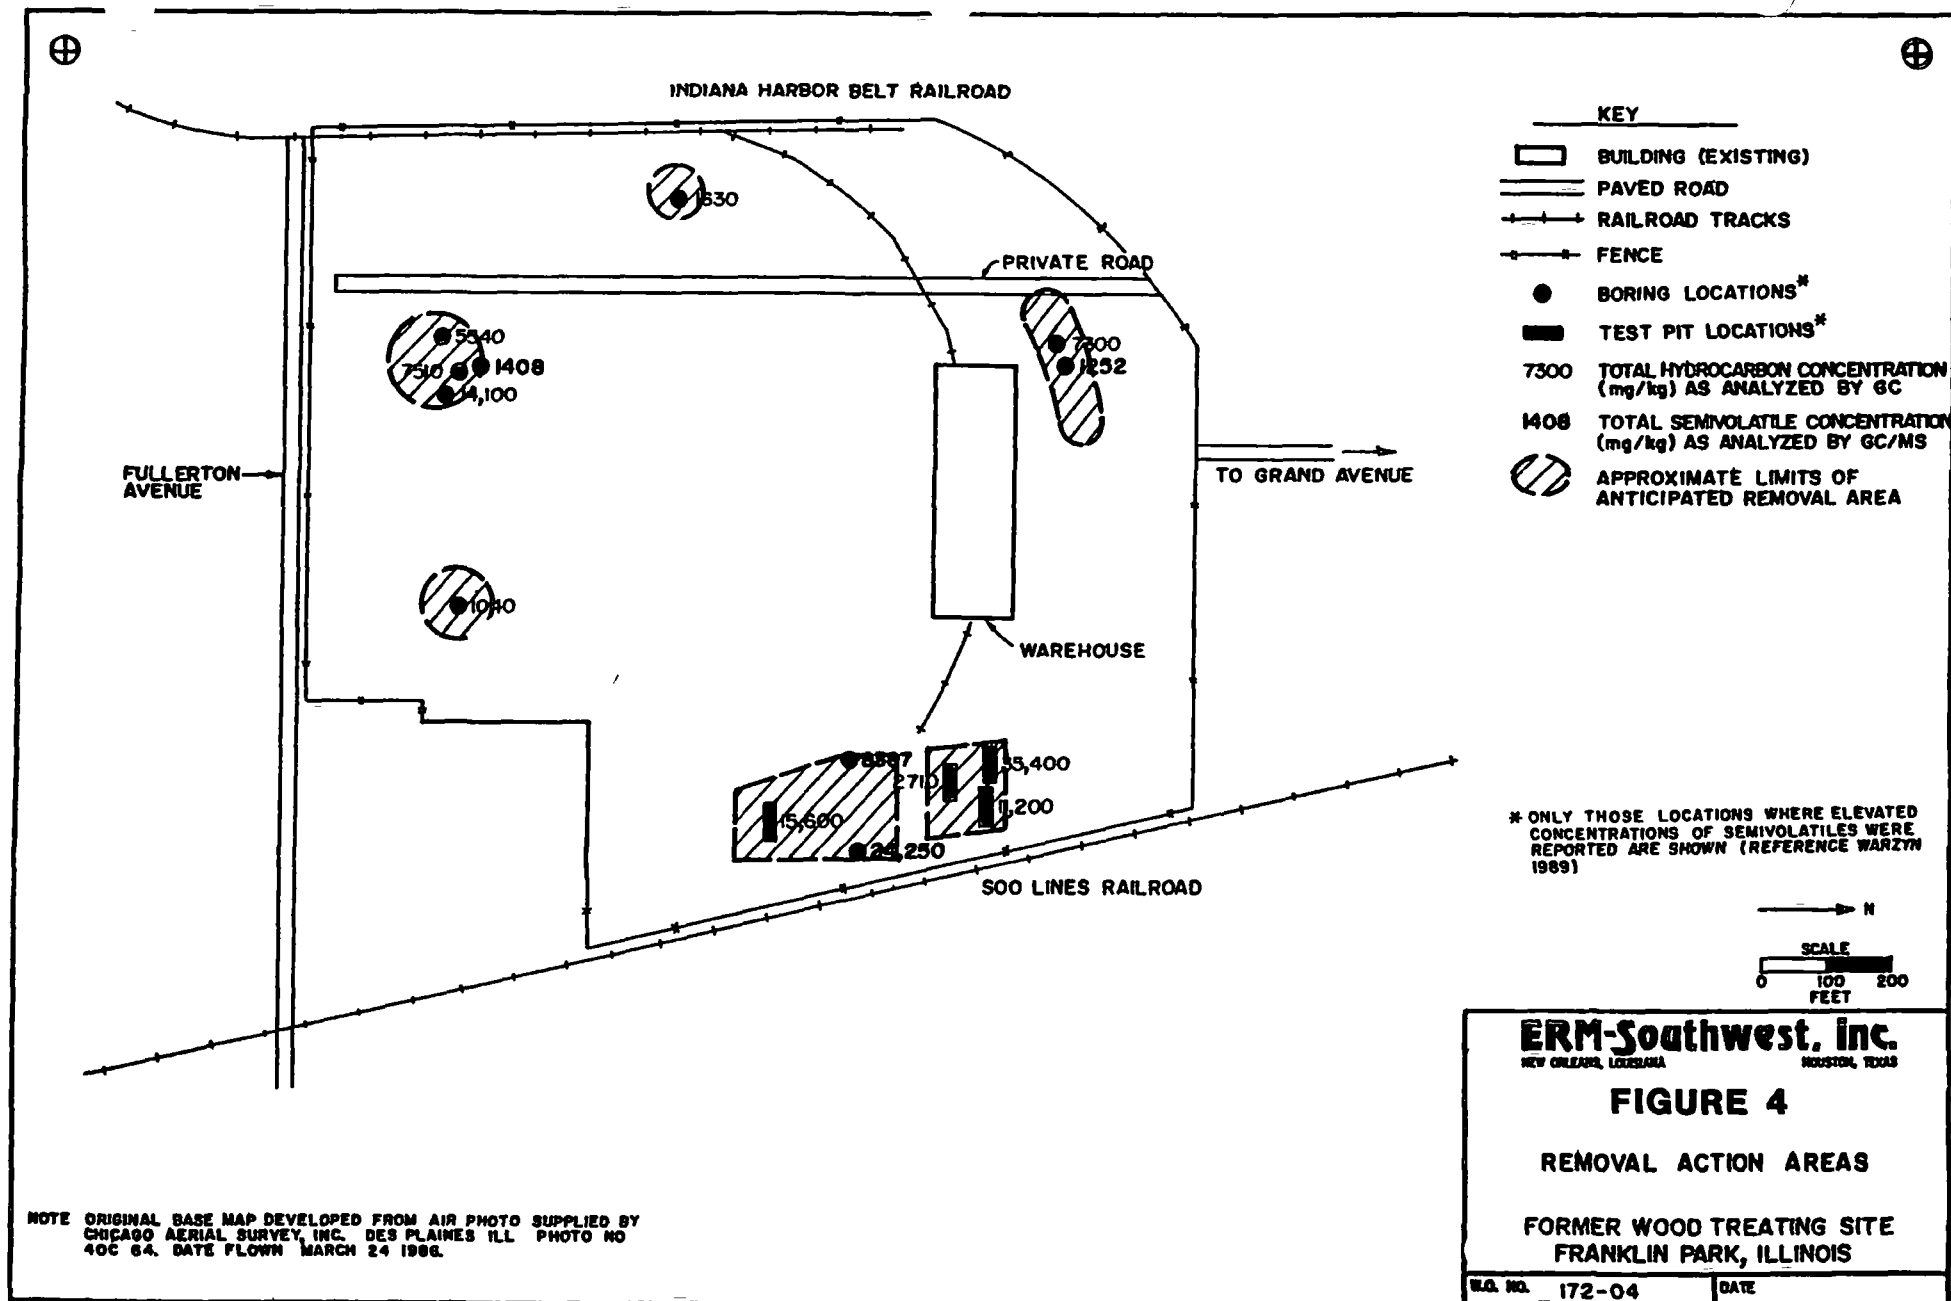 INDIANA HARBOR BELT RAILROAD
1630
PRIVATE ROAD
5540
7510
1408
14,100
7300
1252
FULLERTON
AVENUE
TO GRAND AVENUE
1040
WAREHOUSE
2710
11,200
15,600
24,250
SOO LINES RAILROAD
KEY
BUILDING (EXISTING)
PAVED ROAD
RAILROAD TRACKS
FENCE
BORING LOCATIONS*
TEST PIT LOCATIONS*
7300 TOTAL HYDROCARBON CONCENTRATION
(mg/kg) AS ANALYZED BY GC
1408 TOTAL SEMIVOLATILE CONCENTRATION
(mg/kg) AS ANALYZED BY GC/MS
APPROXIMATE LIMITS OF
ANTICIPATED REMOVAL AREA
* ONLY THOSE LOCATIONS WHERE ELEVATED
CONCENTRATIONS OF SEMIVOLATILES WERE
REPORTED ARE SHOWN (REFERENCE WARZYN
1989)
N
SCALE
0 100 200
FEET
ERM-Southwest, inc.
NEW ORLEANS, LOUISIANA HOUSTON, TEXAS
FIGURE 4
REMOVAL ACTION AREAS
FORMER WOOD TREATING SITE
FRANKLIN PARK, ILLINOIS
W.O. NO. 172-04 DATE
NOTE ORIGINAL BASE MAP DEVELOPED FROM AIR PHOTO SUPPLIED BY
CHICAGO AERIAL SURVEY, INC. DES PLAINES ILL PHOTO NO
40C 64. DATE FLOWN MARCH 24 1986.